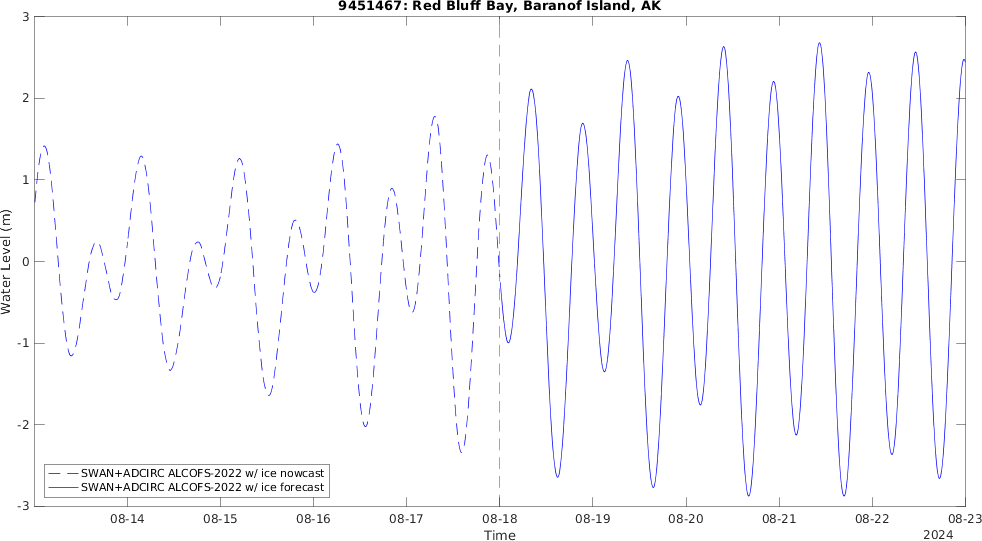 9451467: Red Bluff Bay, Baranof Island, AK
Water Level (m)
3
2
1
0
-1
-2
-3
SWAN+ADCIRC ALCOFS-2022 w/ ice nowcast
SWAN+ADCIRC ALCOFS-2022 w/ ice forecast
08-14 08-15 08-16 08-17 08-18 08-19 08-20 08-21 08-22 08-23
Time
2024